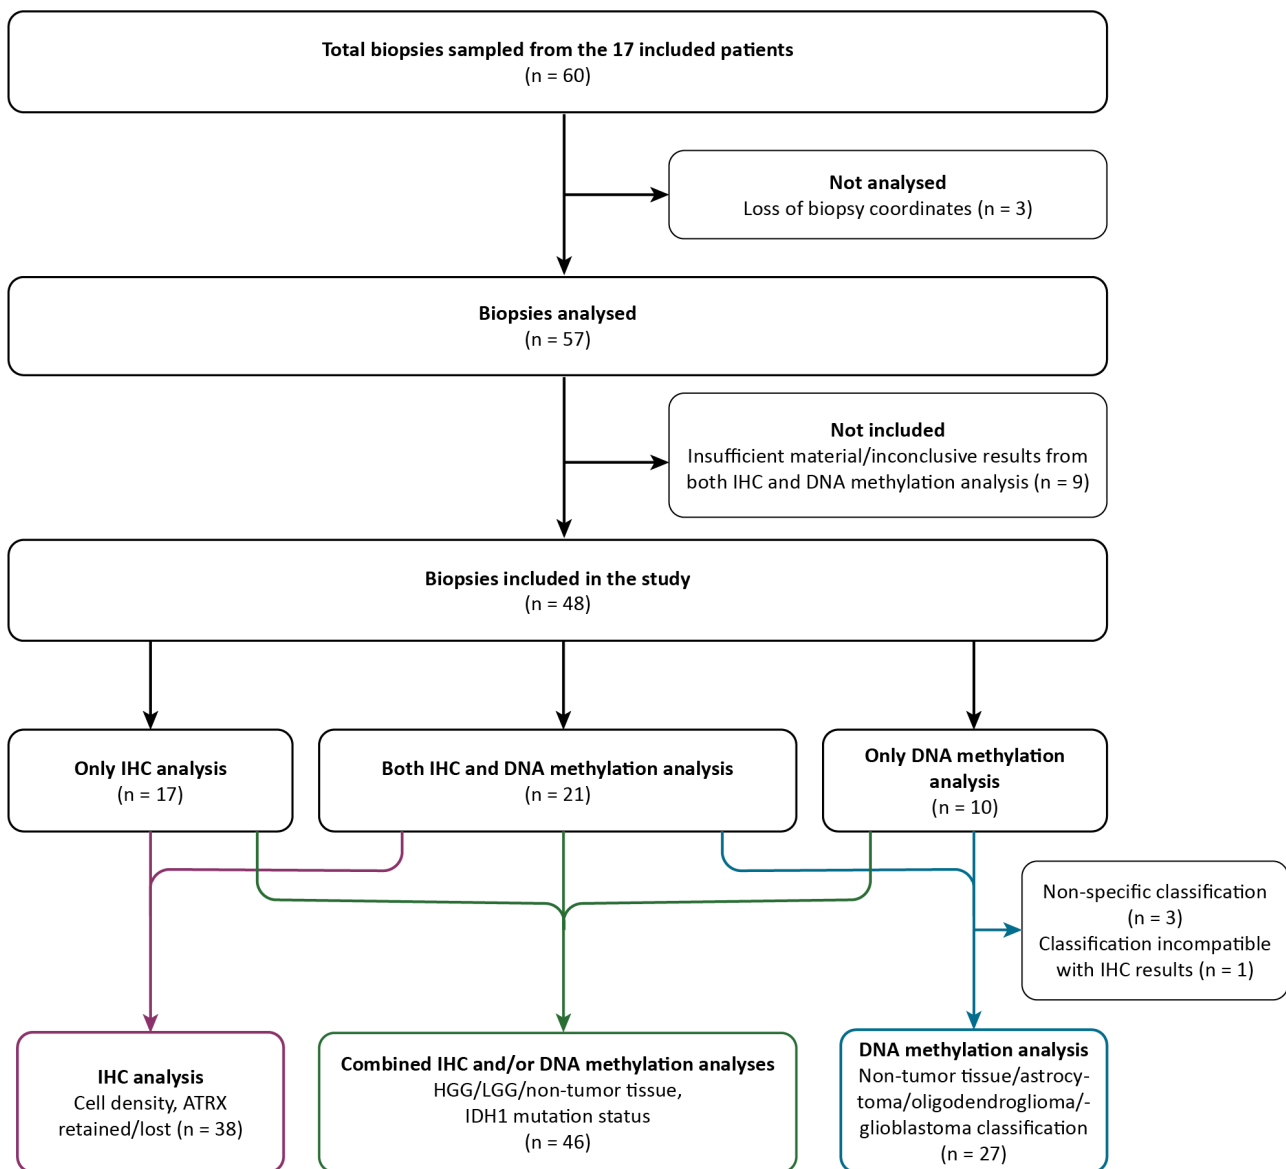 Total biopsies sampled from the 17 included patients
(n = 60)
Not analysed
Loss of biopsy coordinates (n = 3)
Biopsies analysed
(n = 57)
Not included
Insufficient material/inconclusive results from
both IHC and DNA methylation analysis (n = 9)
Biopsies included in the study
(n = 48)
Only IHC analysis
(n = 17)
Both IHC and DNA methylation analysis
(n = 21)
Only DNA methylation
analysis
(n = 10)
Non-specific classification
(n = 3)
Classification incompatible
with IHC results (n = 1)
IHC analysis
Cell density, ATRX
retained/lost (n = 38)
Combined IHC and/or DNA methylation analyses
HGG/LGG/non-tumor tissue,
IDH1 mutation status
(n = 46)
DNA methylation analysis
Non-tumor tissue/astrocy-
toma/oligodendroglioma/-
glioblastoma classification
(n = 27)